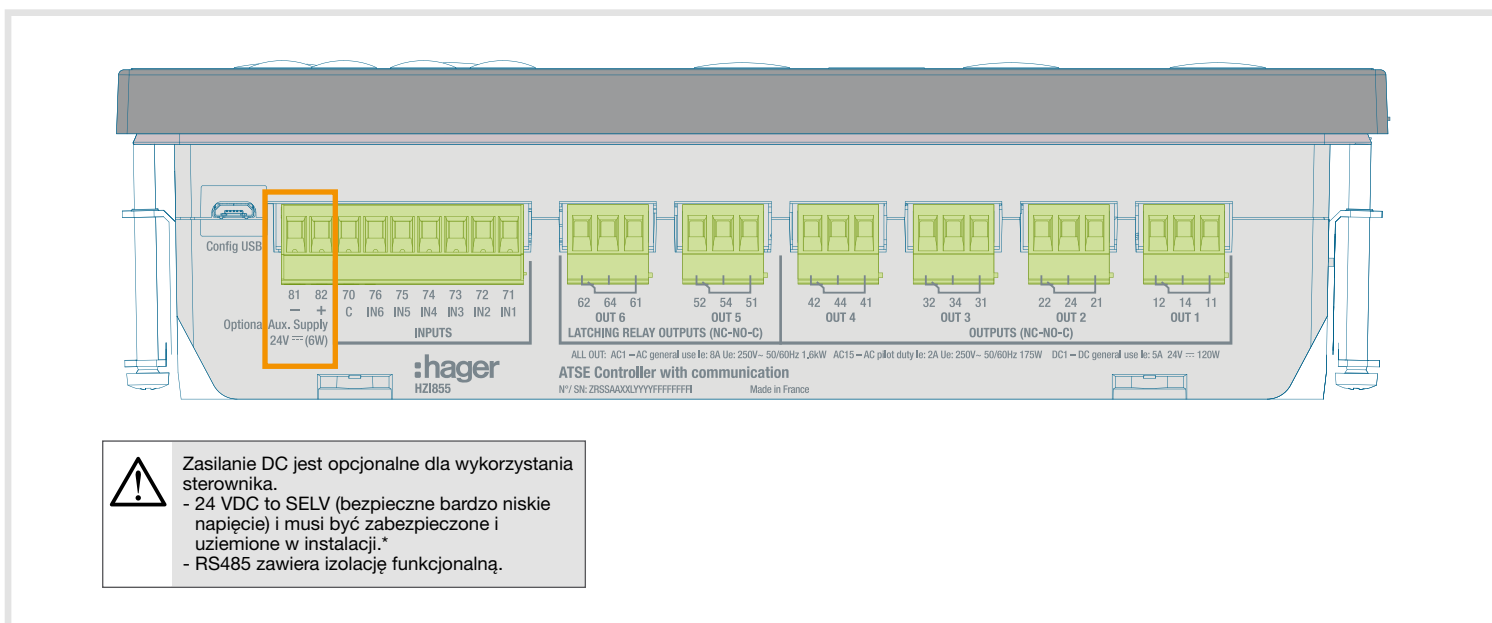 Config USB
81 82 70 76 75 74 73 72 71
– + C IN6 IN5 IN4 IN3 IN2 IN1
Optional Aux. Supply
24V ⎓ (6W)
INPUTS
62 64 61 52 54 51 42 44 41 32 34 31 22 24 21 12 14 11
OUT 6 OUT 5 OUT 4 OUT 3 OUT 2 OUT 1
LATCHING RELAY OUTPUTS (NC-NO-C) OUTPUTS (NC-NO-C)
ALL OUT: AC1 – AC general use Ie: 8A Ue: 250V~ 50/60Hz 1,6kW AC15 – AC pilot duty Ie: 2A Ue: 250V~ 50/60Hz 175W DC1 – DC general use Ie: 5A 24V ⎓ 120W
:hager
HZI855
ATSE Controller with communication
N°/ SN: ZRSSAAXXLYYYYFFFFFFFFI Made in France
Zasilanie DC jest opcjonalne dla wykorzystania
sterownika.
- 24 VDC to SELV (bezpieczne bardzo niskie
napięcie) i musi być zabezpieczone i
uziemione w instalacji.*
- RS485 zawiera izolację funkcjonalną.